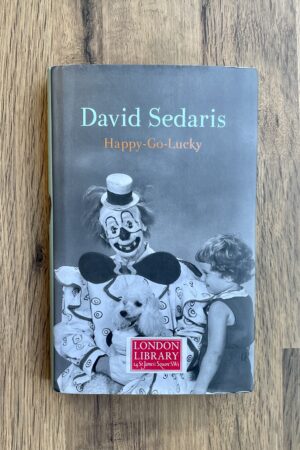 David Sedaris
Happy-Go-Lucky
LONDON
LIBRARY
14 St James's Square SW1